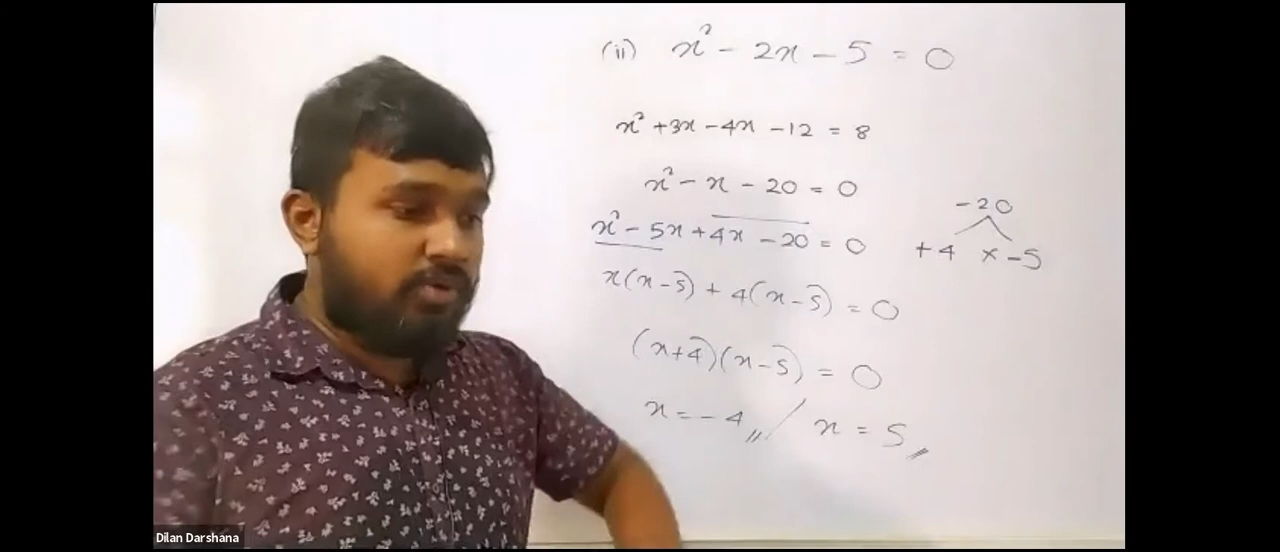 (ii) x² - 2x - 5 = 0
x² + 3x - 4x - 12 = 8
x² - x - 20 = 0
-20
x² - 5x + 4x - 20 = 0
+4 x -5
x(x-5) + 4(x-5) = 0
(x+4)(x-5) = 0
x = -4,, / x = 5,,
Dilan Darshana